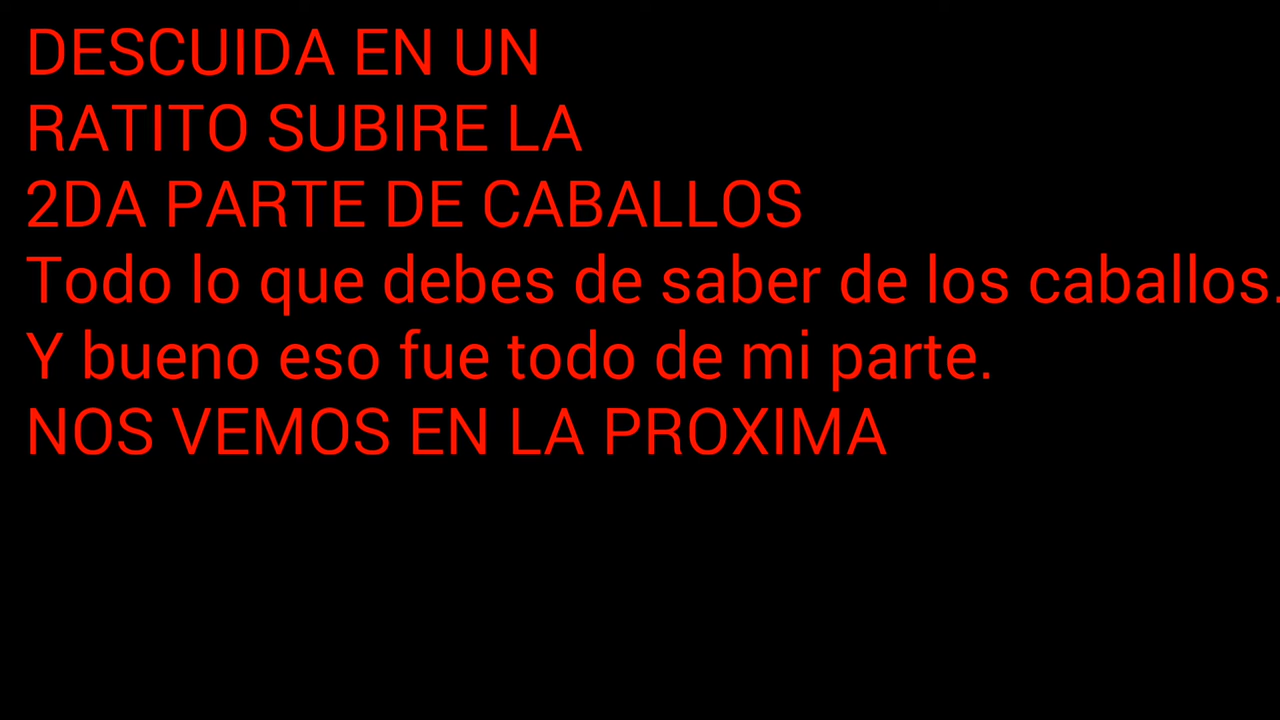 DESCUIDA EN UN
RATITO SUBIRE LA
2DA PARTE DE CABALLOS
Todo lo que debes de saber de los caballos.
Y bueno eso fue todo de mi parte.
NOS VEMOS EN LA PROXIMA